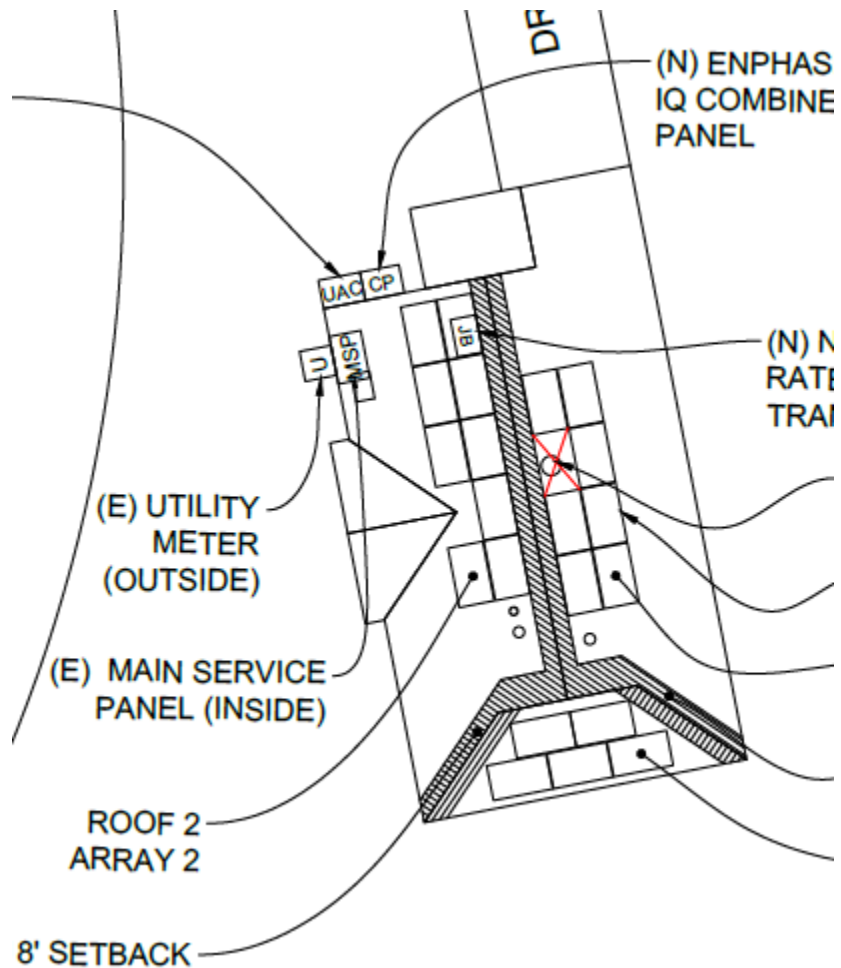 DR
(N) ENPHAS
IQ COMBINE
PANEL
UAC
CP
JB
MSP
U
(N) N
RATE
TRAN
(E) UTILITY
METER
(OUTSIDE)
(E) MAIN SERVICE
PANEL (INSIDE)
ROOF 2
ARRAY 2
8' SETBACK